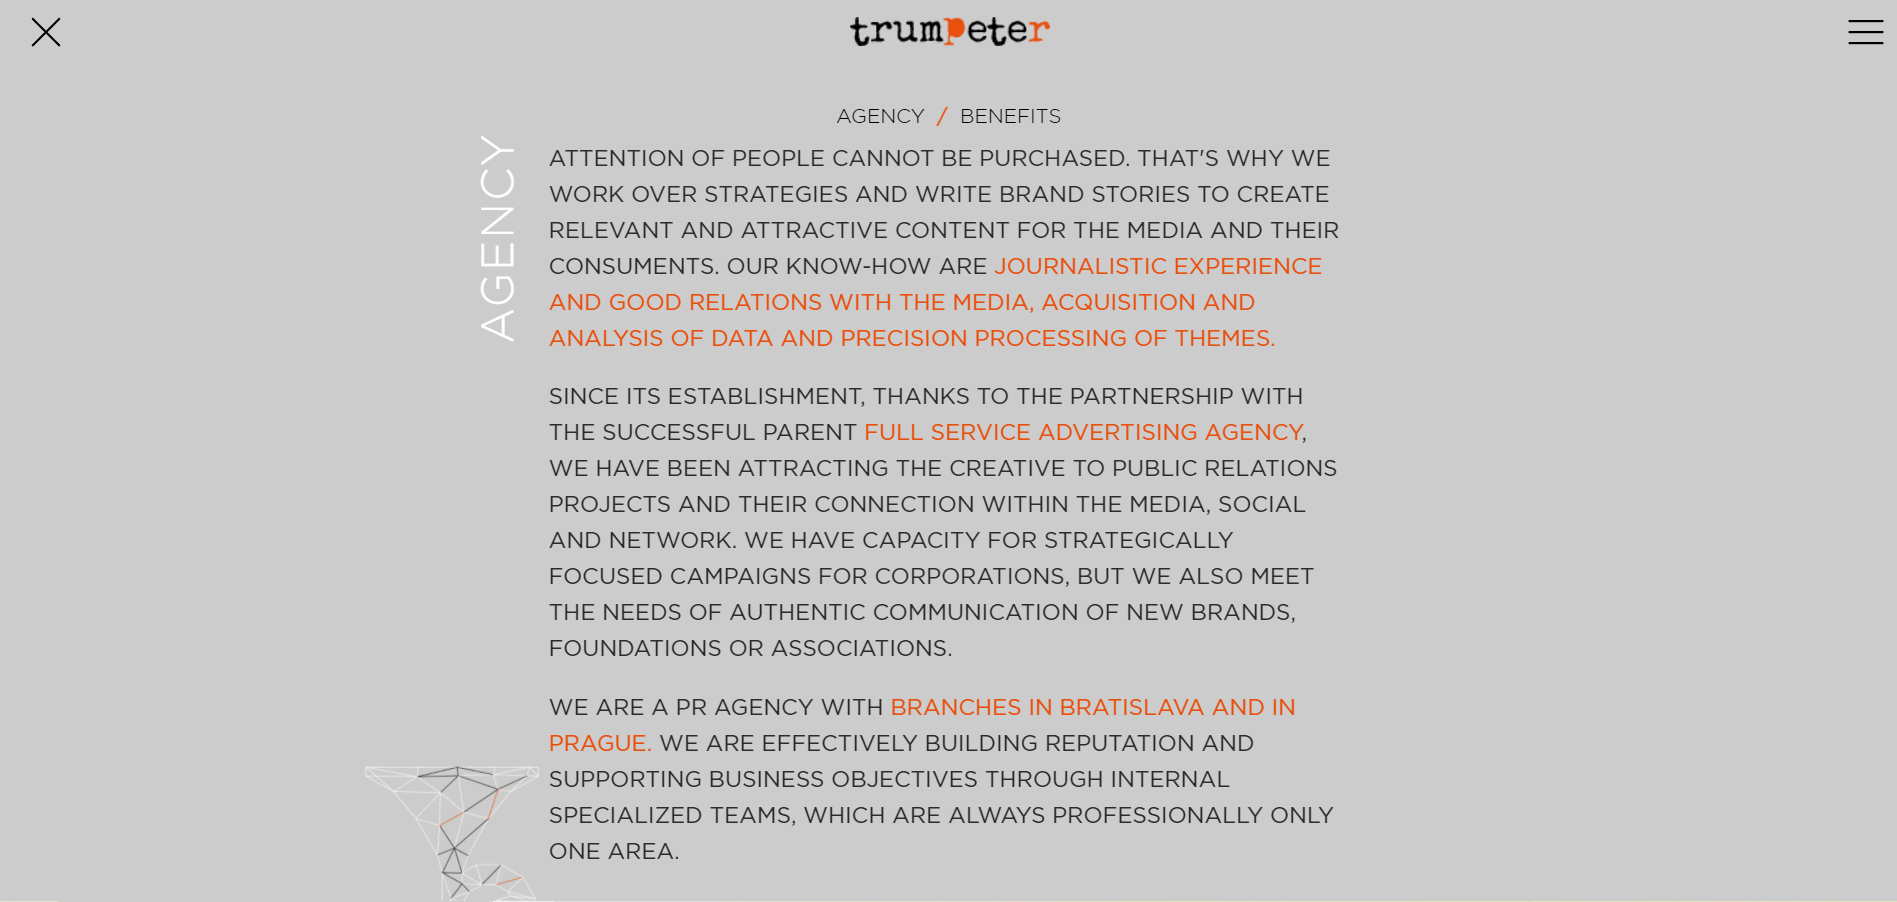 trumpeter
AGENCY / BENEFITS
AGENCY
ATTENTION OF PEOPLE CANNOT BE PURCHASED. THAT'S WHY WE
WORK OVER STRATEGIES AND WRITE BRAND STORIES TO CREATE
RELEVANT AND ATTRACTIVE CONTENT FOR THE MEDIA AND THEIR
CONSUMENTS. OUR KNOW-HOW ARE JOURNALISTIC EXPERIENCE
AND GOOD RELATIONS WITH THE MEDIA, ACQUISITION AND
ANALYSIS OF DATA AND PRECISION PROCESSING OF THEMES.
SINCE ITS ESTABLISHMENT, THANKS TO THE PARTNERSHIP WITH
THE SUCCESSFUL PARENT FULL SERVICE ADVERTISING AGENCY,
WE HAVE BEEN ATTRACTING THE CREATIVE TO PUBLIC RELATIONS
PROJECTS AND THEIR CONNECTION WITHIN THE MEDIA, SOCIAL
AND NETWORK. WE HAVE CAPACITY FOR STRATEGICALLY
FOCUSED CAMPAIGNS FOR CORPORATIONS, BUT WE ALSO MEET
THE NEEDS OF AUTHENTIC COMMUNICATION OF NEW BRANDS,
FOUNDATIONS OR ASSOCIATIONS.
WE ARE A PR AGENCY WITH BRANCHES IN BRATISLAVA AND IN
PRAGUE. WE ARE EFFECTIVELY BUILDING REPUTATION AND
SUPPORTING BUSINESS OBJECTIVES THROUGH INTERNAL
SPECIALIZED TEAMS, WHICH ARE ALWAYS PROFESSIONALLY ONLY
ONE AREA.